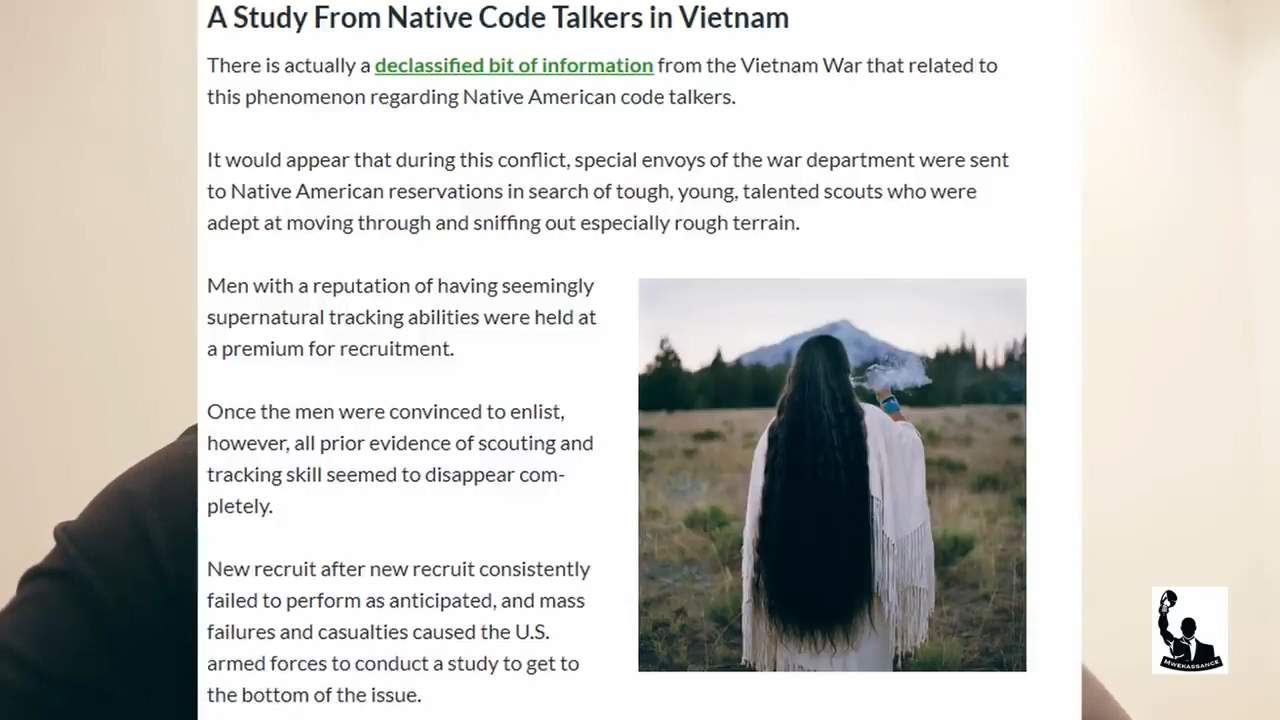 A Study From Native Code Talkers in Vietnam
There is actually a declassified bit of information from the Vietnam War that related to
this phenomenon regarding Native American code talkers.
It would appear that during this conflict, special envoys of the war department were sent
to Native American reservations in search of tough, young, talented scouts who were
adept at moving through and sniffing out especially rough terrain.
Men with a reputation of having seemingly
supernatural tracking abilities were held at
a premium for recruitment.
Once the men were convinced to enlist,
however, all prior evidence of scouting and
tracking skill seemed to disappear com-
pletely.
New recruit after new recruit consistently
failed to perform as anticipated, and mass
failures and casualties caused the U.S.
armed forces to conduct a study to get to
the bottom of the issue.
MWEKASSANCE